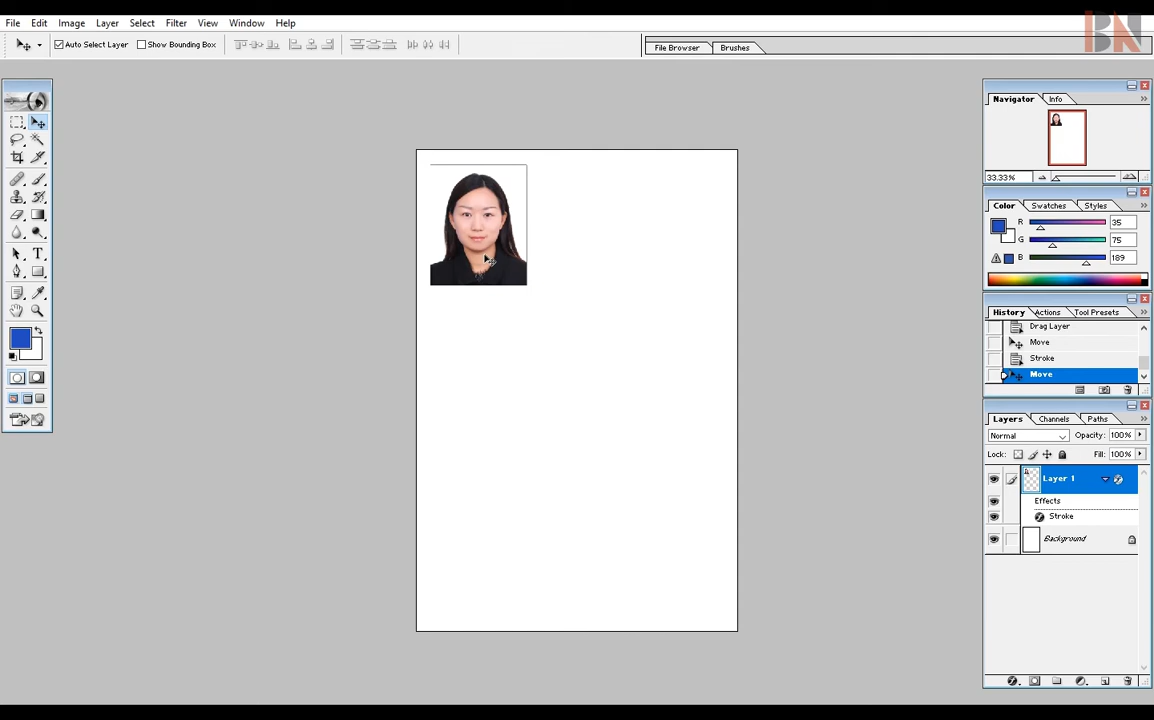 BN
File Edit Image Layer Select Filter View Window Help
Auto Select Layer Show Bounding Box File Browser Brushes
Navigator Info
33.33%
Color Swatches Styles
R 35
G 75
B 189
History Actions Tool Presets
Drag Layer
Move
Stroke
Move
Layers Channels Paths
Normal Opacity: 100%
Lock: Fill: 100%
Layer 1
Effects
Stroke
Background